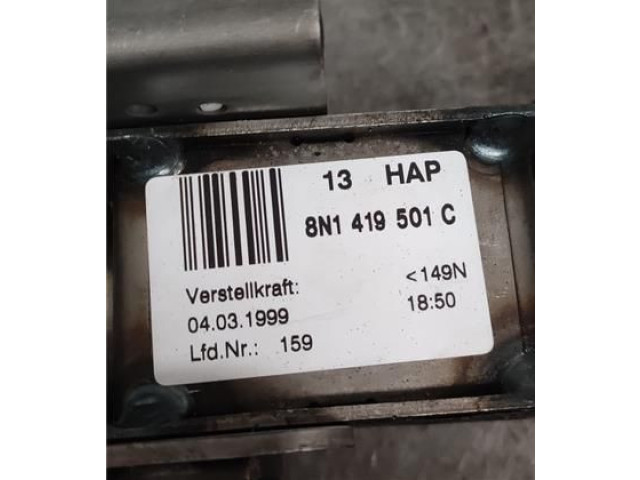 13 HAP
8N1 419 501 C
Verstellkraft: <149N
04.03.1999 18:50
Lfd.Nr.: 159